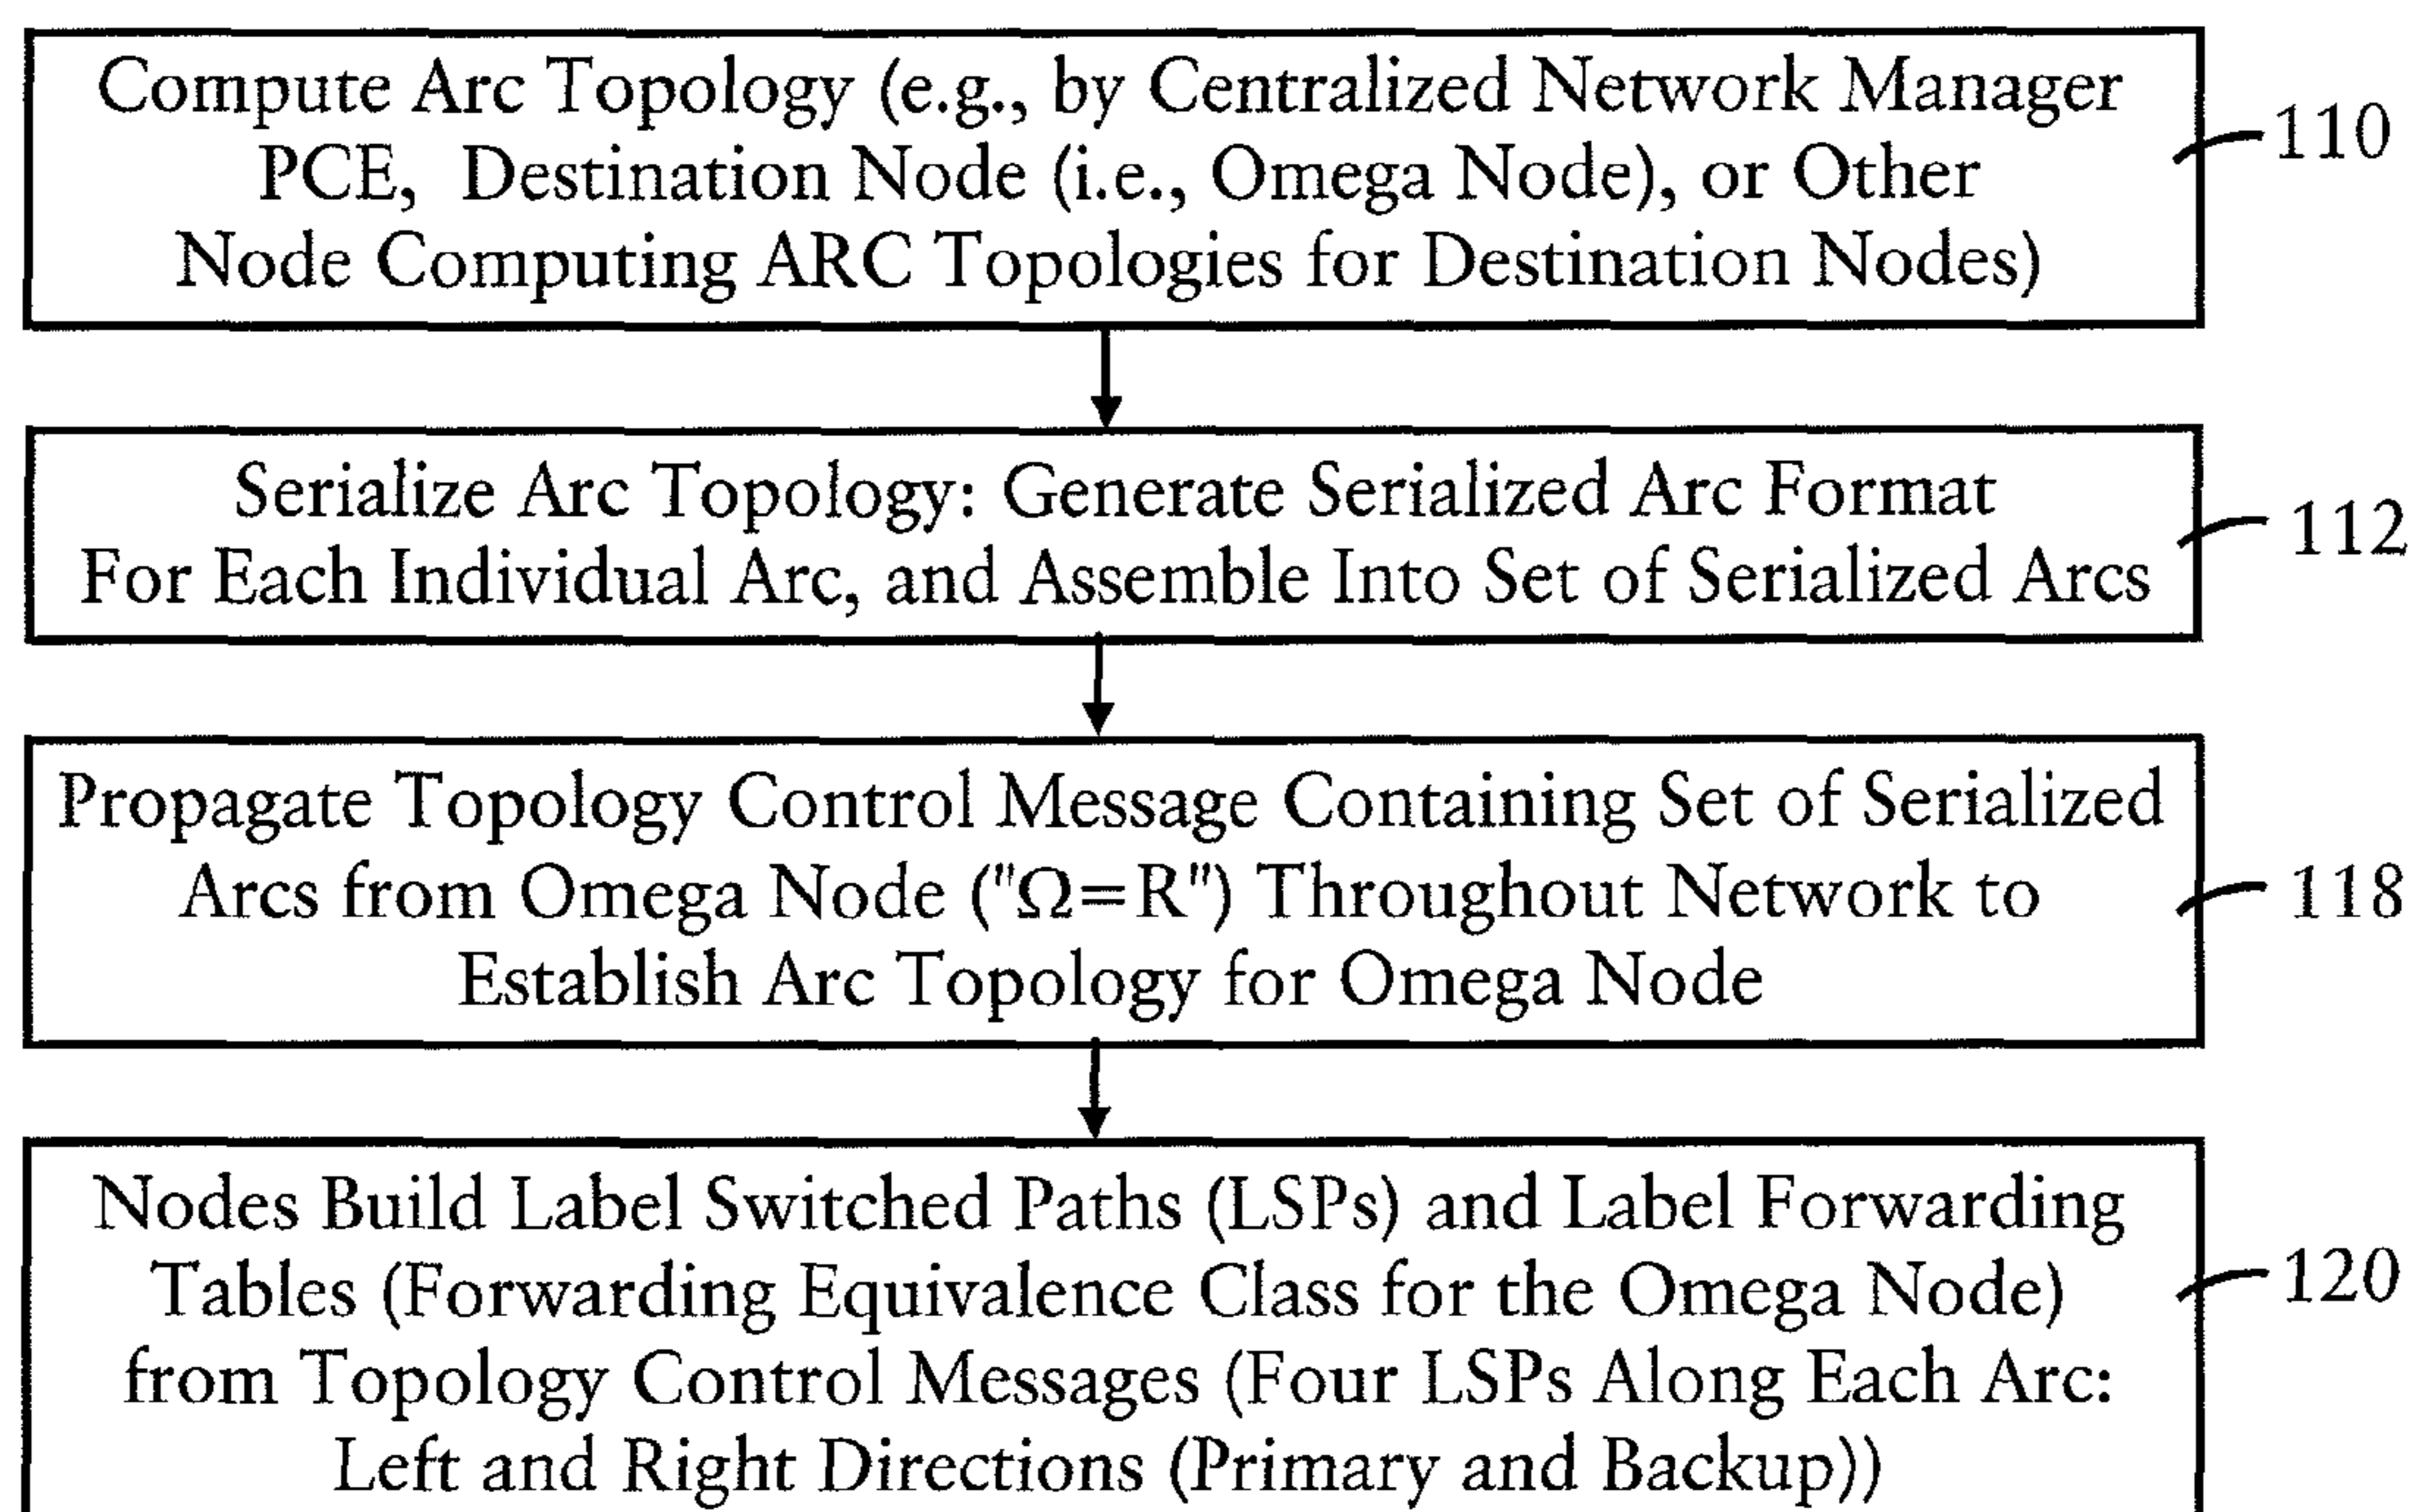 Compute Arc Topology (e.g., by Centralized Network Manager
PCE, Destination Node (i.e., Omega Node), or Other
Node Computing ARC Topologies for Destination Nodes)
110
Serialize Arc Topology: Generate Serialized Arc Format
For Each Individual Arc, and Assemble Into Set of Serialized Arcs
112
Propagate Topology Control Message Containing Set of Serialized
Arcs from Omega Node ("Ω=R") Throughout Network to
Establish Arc Topology for Omega Node
118
Nodes Build Label Switched Paths (LSPs) and Label Forwarding
Tables (Forwarding Equivalence Class for the Omega Node)
from Topology Control Messages (Four LSPs Along Each Arc:
Left and Right Directions (Primary and Backup))
120